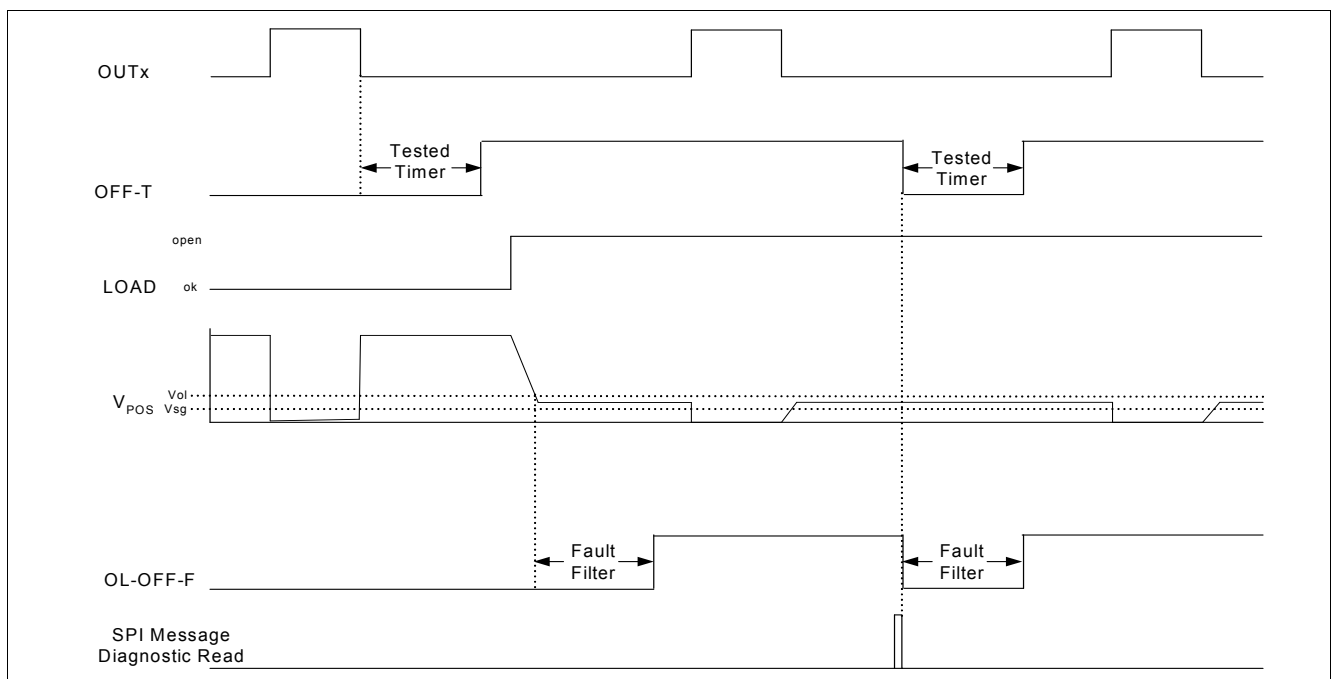 OUTx
Tested
Timer
Tested
Timer
OFF-T
open
LOAD ok
Vol
VPOS Vsg
Fault
Filter
Fault
Filter
OL-OFF-F
SPI Message
Diagnostic Read